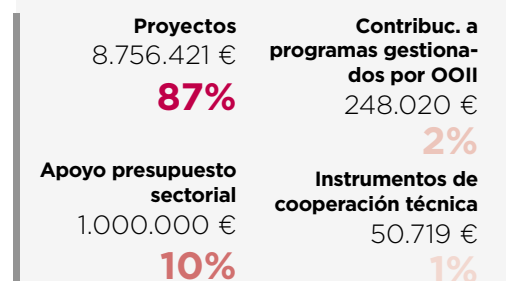 Proyectos
8.756.421 €
87%
Contribuc. a
programas gestiona-
dos por OOII
248.020 €
2%
Apoyo presupuesto
sectorial
1.000.000 €
10%
Instrumentos de
cooperación técnica
50.719 €
1%